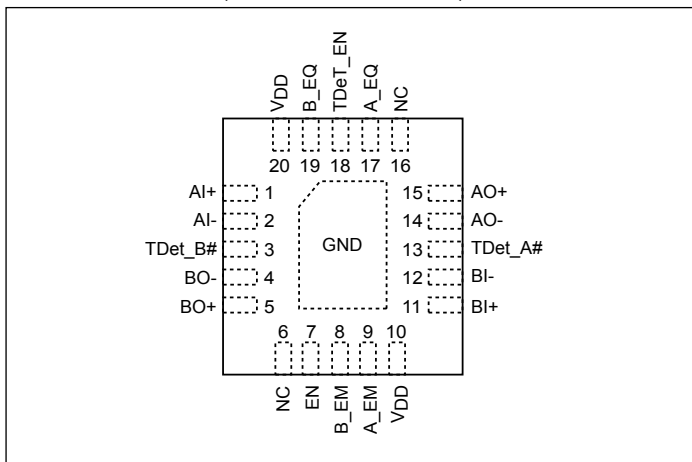 VDD
B_EQ
TDeT_EN
A_EQ
NC
20 19 18 17 16
AI+ 1
AI- 2
TDet_B# 3
BO- 4
BO+ 5
GND
15 AO+
14 AO-
13 TDet_A#
12 BI-
11 BI+
6 7 8 9 10
NC
EN
B_EM
A_EM
VDD